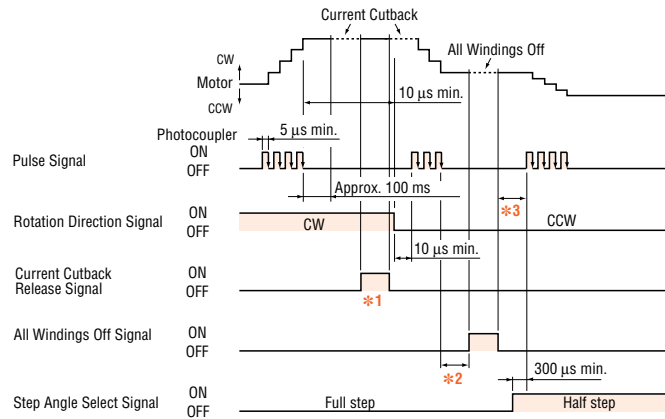 Current Cutback
All Windings Off
CW
Motor
CCW
10 µs min.
5 µs min.
Photocoupler
Pulse Signal
ON
OFF
Approx. 100 ms
*3
Rotation Direction Signal
ON
OFF
CW
CCW
10 µs min.
Current Cutback
Release Signal
ON
OFF
*1
All Windings Off Signal
ON
OFF
*2
300 µs min.
Step Angle Select Signal
ON
OFF
Full step
Half step